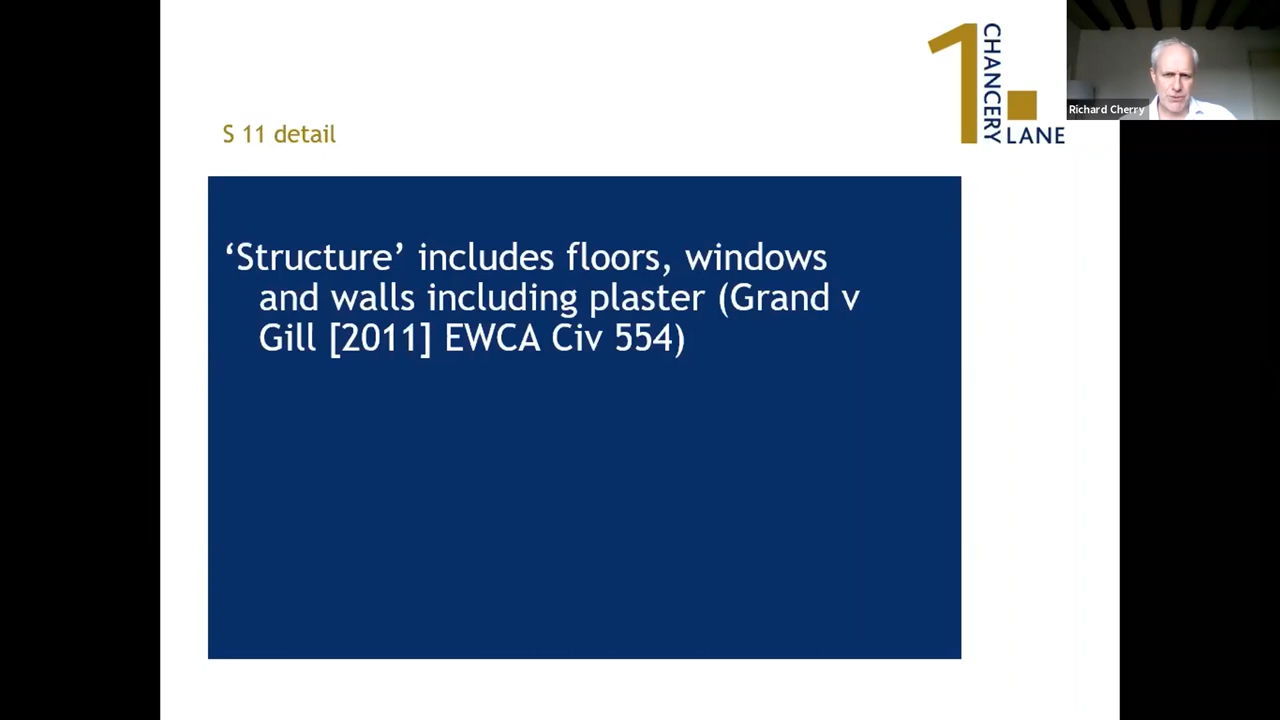 1 CHANCERY LANE
Richard Cherry
S 11 detail
‘Structure’ includes floors, windows
and walls including plaster (Grand v
Gill [2011] EWCA Civ 554)